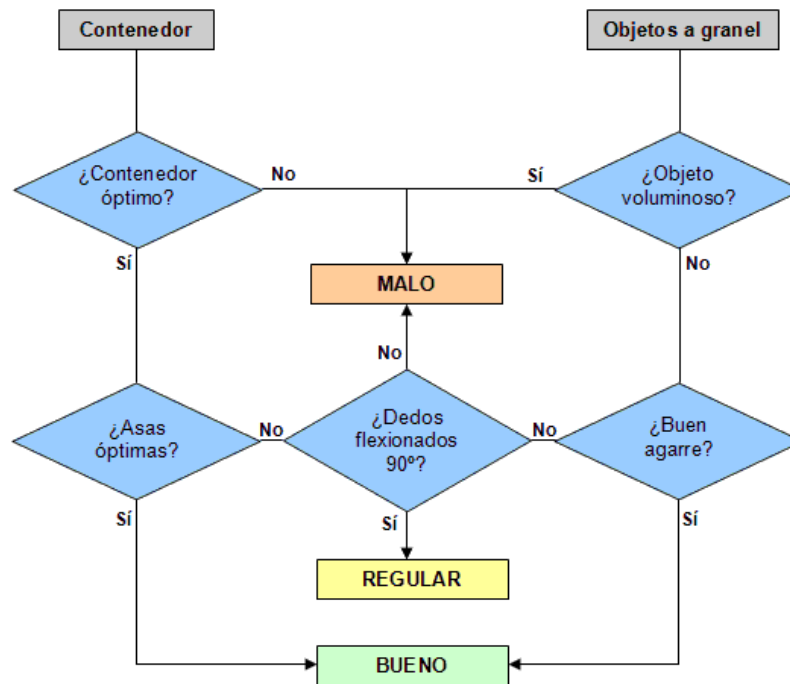 Contenedor
Objetos a granel
¿Contenedor
óptimo?
No
Sí
¿Objeto
voluminoso?
Sí
No
MALO
No
¿Asas
óptimas?
No
¿Dedos
flexionados
90º?
No
¿Buen
agarre?
Sí
Sí
Sí
REGULAR
BUENO